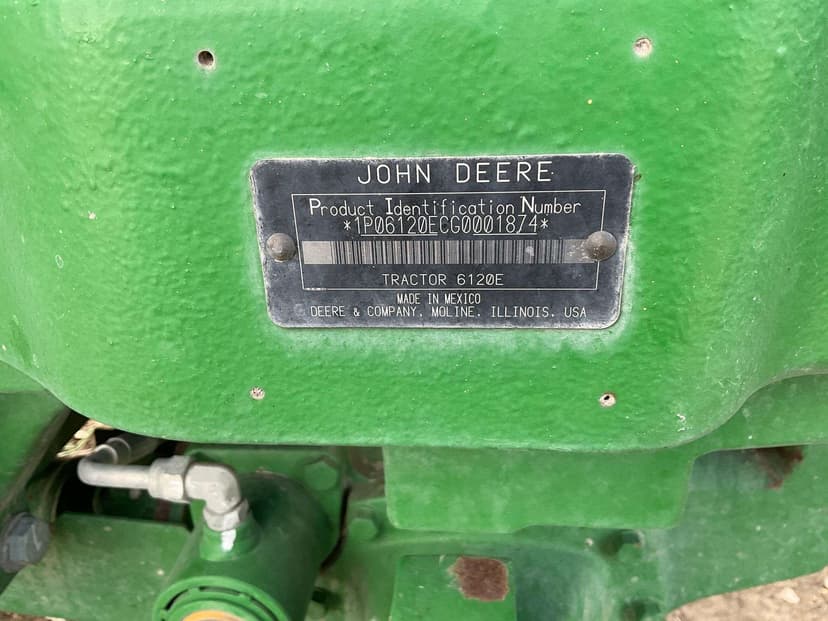 JOHN DEERE
Product Identification Number
*1P06120ECG0001874*
TRACTOR 6120E
MADE IN MEXICO
DEERE & COMPANY, MOLINE, ILLINOIS, USA